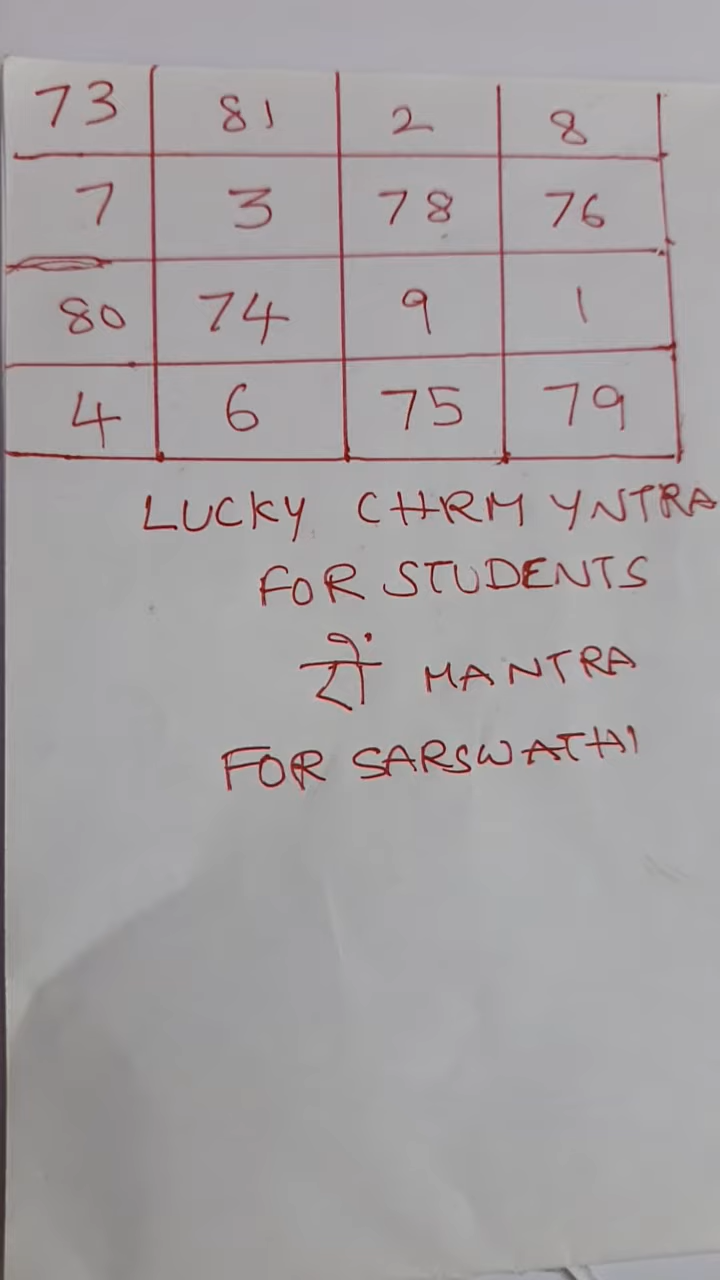 73 81 2 8
7 3 78 76
80 74 9 1
4 6 75 79
LUCKY CHRM YNTRA
FOR STUDENTS
MANTRA
FOR SARSWATHI